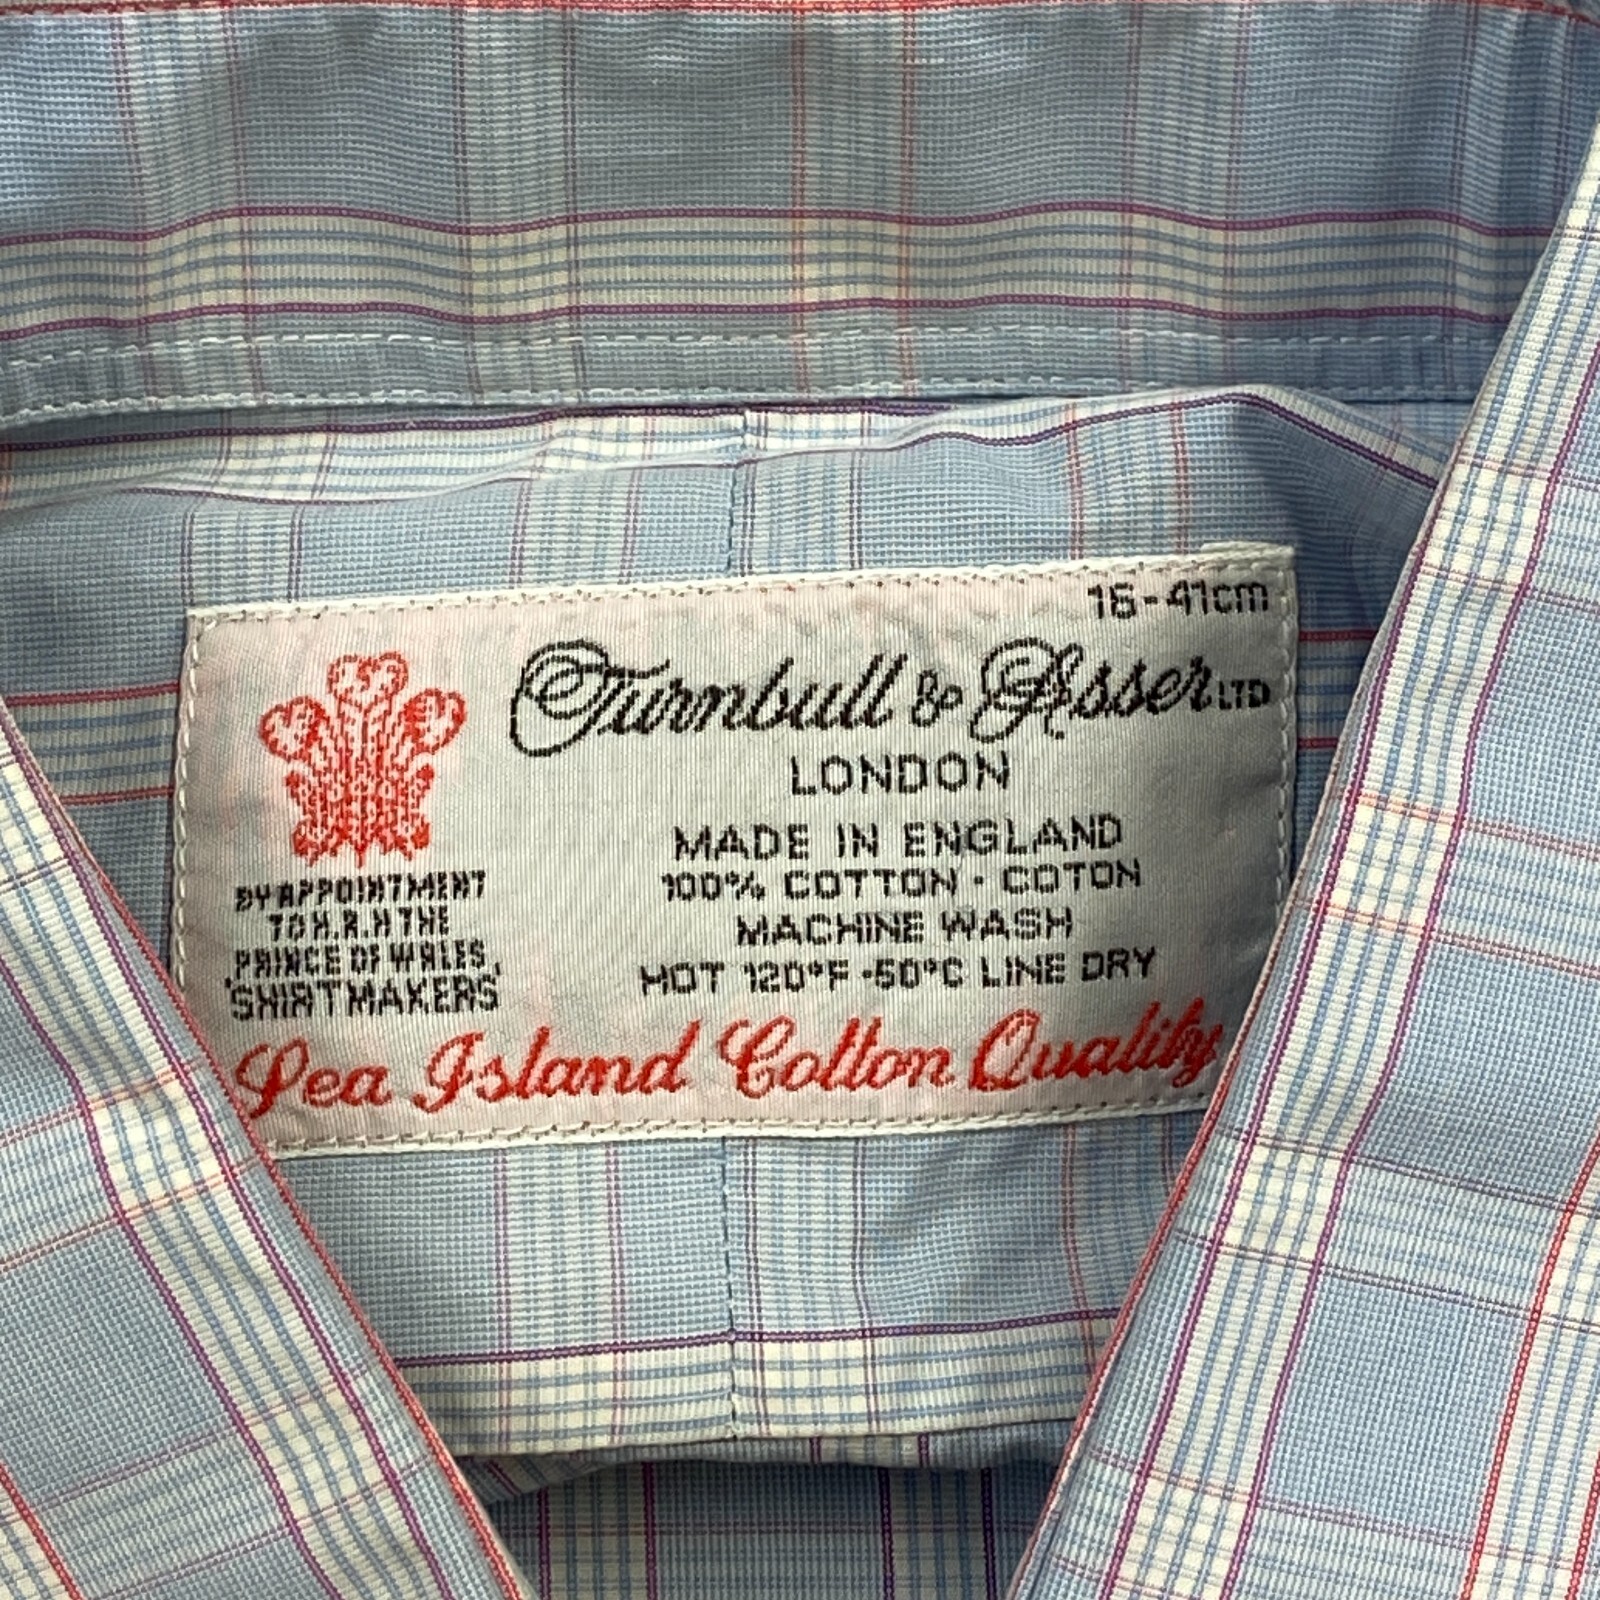 16-41cm
Turnbull & Asser LTD
LONDON
MADE IN ENGLAND
100% COTTON · COTON
MACHINE WASH
HOT 120°F -50°C LINE DRY
BY APPOINTMENT
TO H.R.H THE
PRINCE OF WALES,
SHIRTMAKERS
Sea Island Cotton Quality